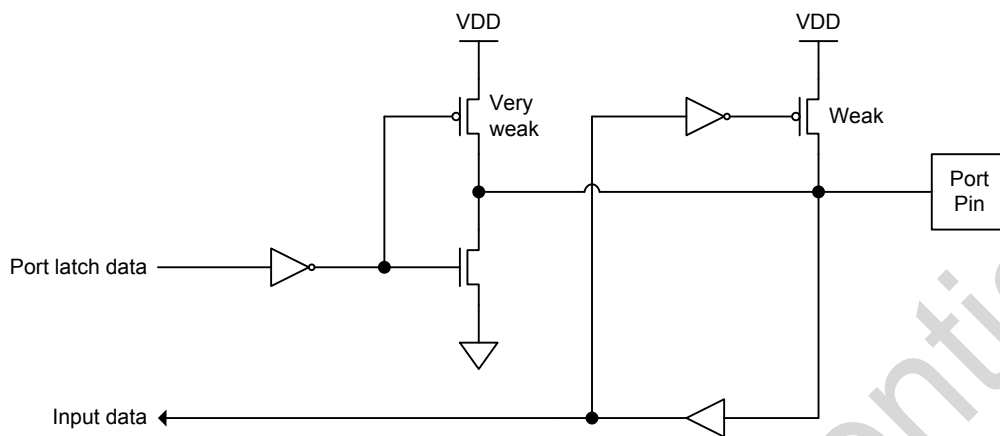 VDD
VDD
Very
weak
Weak
Port
Pin
Port latch data
Input data